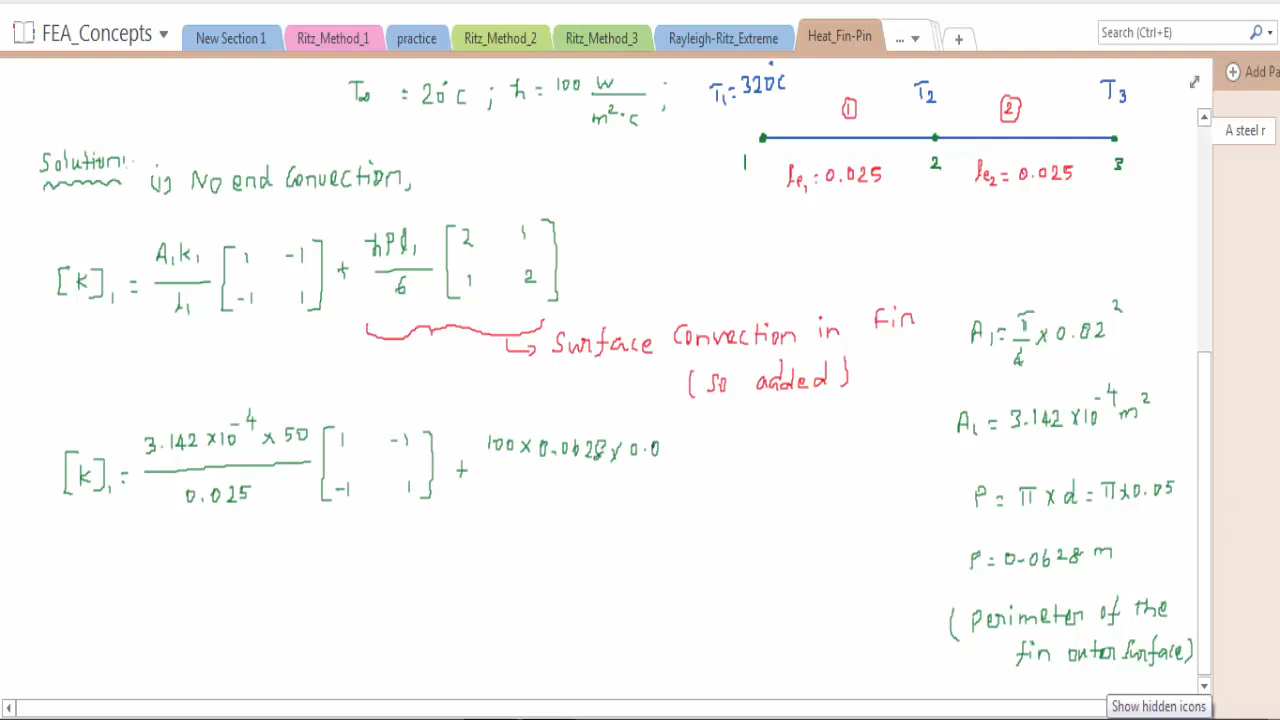 FEA_Concepts
New Section 1
Ritz_Method_1
practice
Ritz_Method_2
Ritz_Method_3
Rayleigh-Ritz_Extreme
Heat_Fin-Pin
...
+
Search (Ctrl+E)
Add Pa
A steel r
T∞ = 20°C ; h = 100 W/m²·c ;
T₁ = 320°C T₂ T₃
① ②
1 2 3
le₁ = 0.025 le₂ = 0.025
Solution:
i) No end Convection,
[K]₁ = A₁k₁/l₁ [1 -1; -1 1] + hPl₁/6 [2 1; 1 2]
Surface Convection in Fin
(so added)
A₁ = π/4 × 0.02²
A₁ = 3.142 × 10⁻⁴ m²
[K]₁ = 3.142 × 10⁻⁴ × 50/0.025 [1 -1; -1 1] + 100 × 0.0628 × 0.0
P = π × d = π × 0.05
P = 0.0628 m
(Perimeter of the
fin outer surface)
Show hidden icons